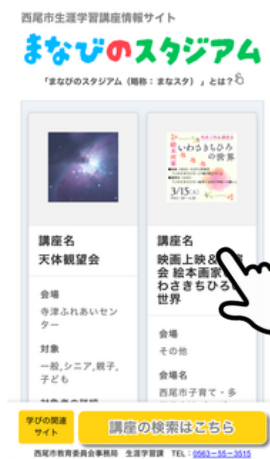 西尾市生涯学習講座情報サイト
まなびのスタジアム
「まなびのスタジアム（略称：まなスタ）」とは？
いわさきちひろ
の世界
3/15
講座名
天体観望会
会場
寺津ふれあいセン
ター
対象
一般,シニア,親子,
子ども
講座名
映画上映&
会 絵本画家
わさきちひろ
世界
会場
その他
会場名
西尾市子育て・多
学びの関連
サイト
講座の検索はこちら
西尾市教育委員会事務局 生涯学習課 TEL：0563-55-3515